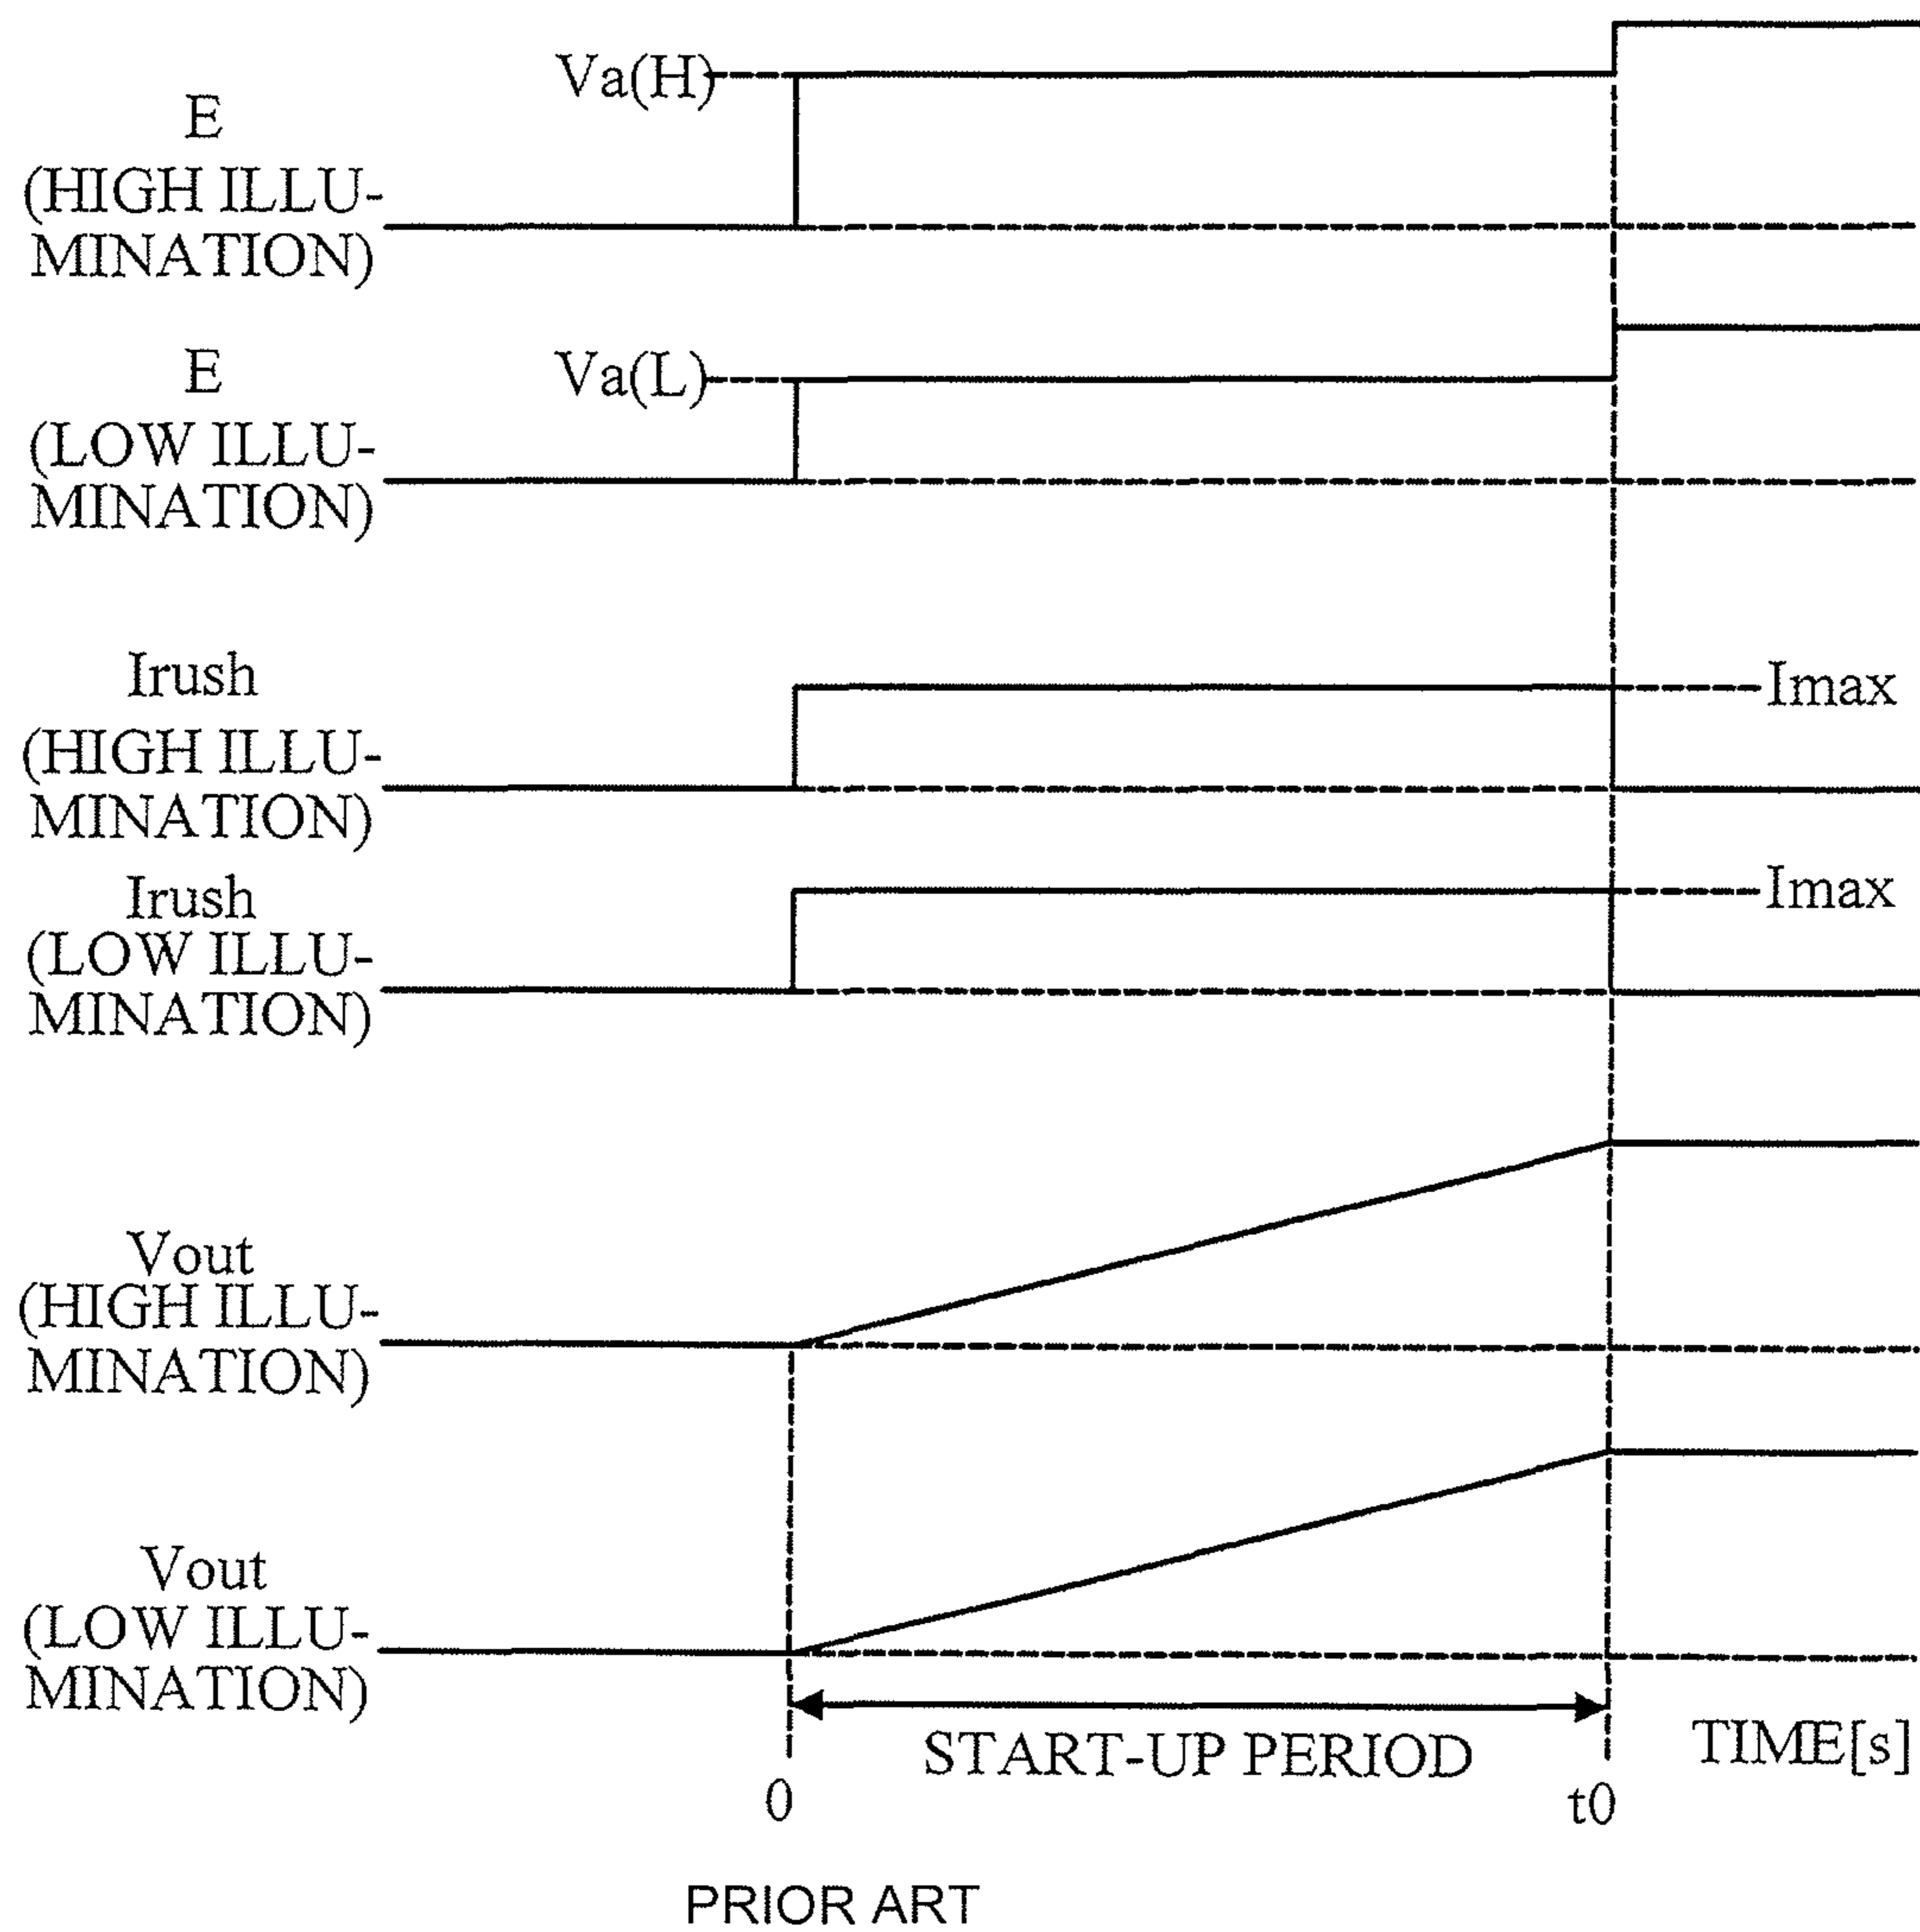 Va(H)
E
(HIGH ILLU-
MINATION)
Va(L)
E
(LOW ILLU-
MINATION)
Irush
(HIGH ILLU-
MINATION)
Imax
Irush
(LOW ILLU-
MINATION)
Imax
Vout
(HIGH ILLU-
MINATION)
Vout
(LOW ILLU-
MINATION)
START-UP PERIOD
TIME[s]
0
t0
PRIOR ART